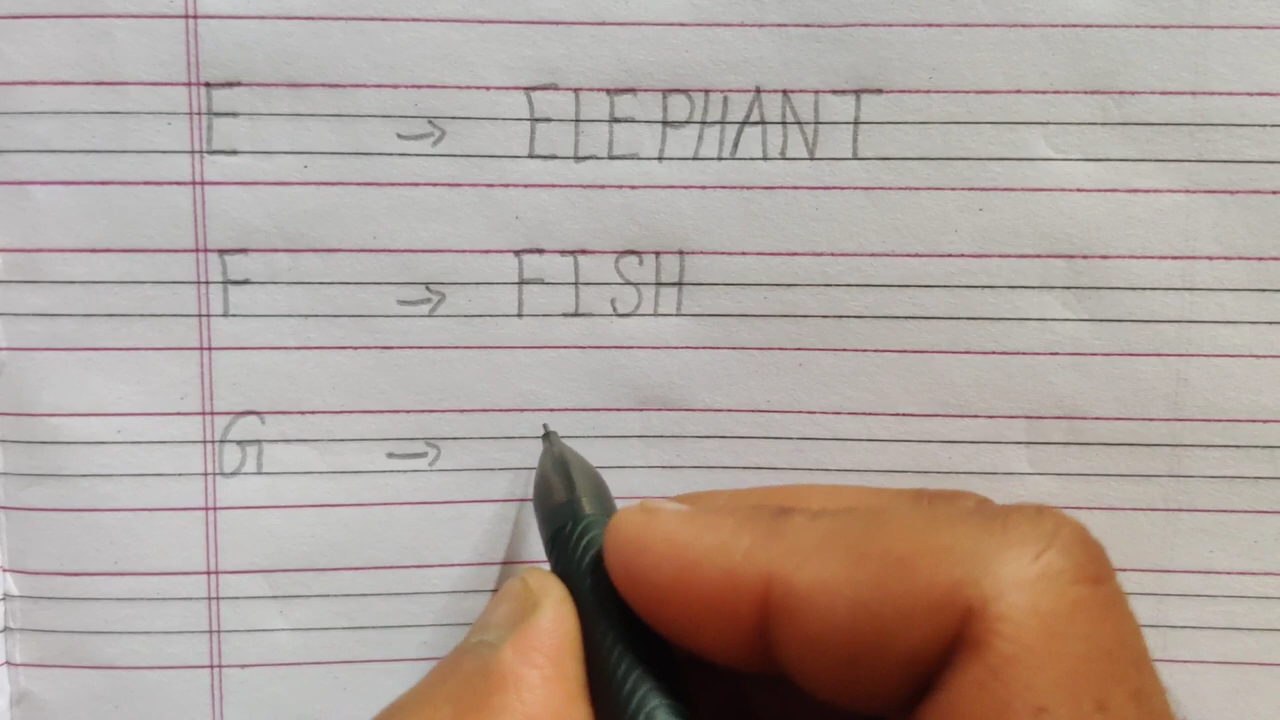 E → ELEPHANT
F → FISH
G →